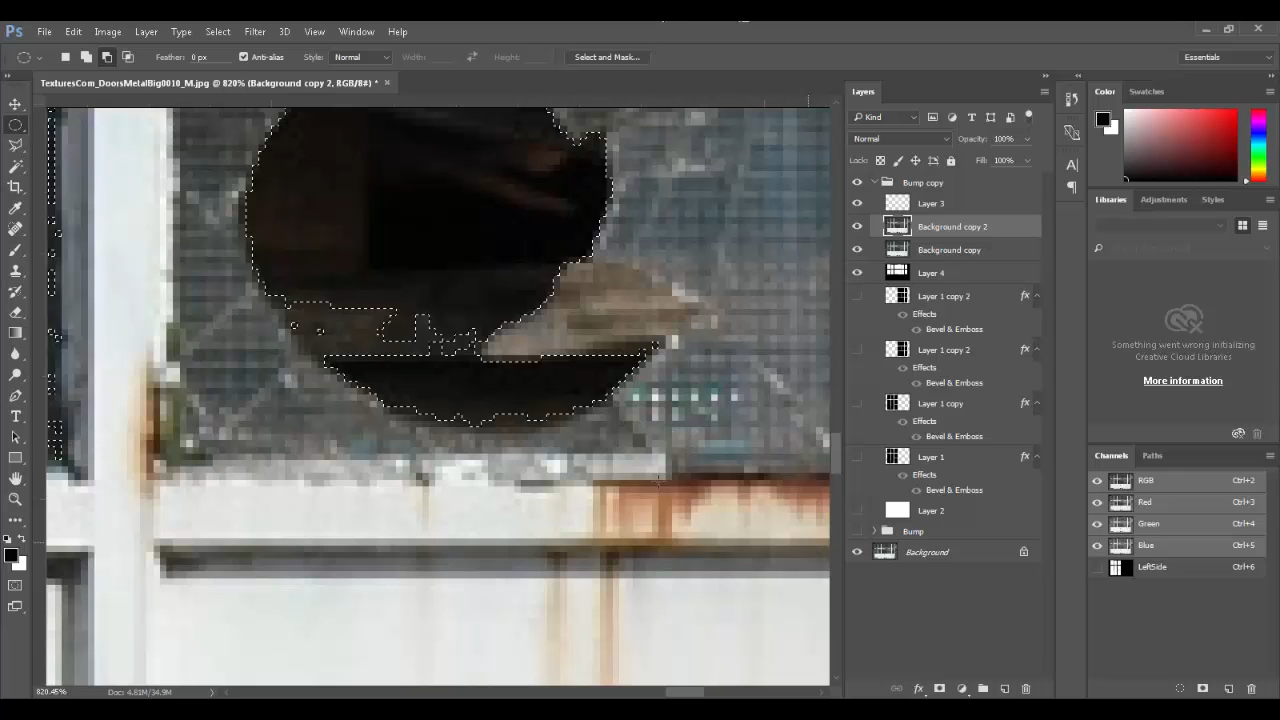 Ps File Edit Image Layer Type Select Filter 3D View Window Help
Feather: 0 px Anti-alias Style: Normal Width: Height: Select and Mask... Essentials
TexturesCom_DoorsMetalBig0010_M.jpg @ 820% (Background copy 2, RGB/8#) * ×
Layers
Kind
Normal Opacity: 100%
Lock: Fill: 100%
Bump copy
Layer 3
Background copy 2
Background copy
Layer 4
Layer 1 copy 2 fx
Effects
Bevel & Emboss
Layer 1 copy 2 fx
Effects
Bevel & Emboss
Layer 1 copy fx
Effects
Bevel & Emboss
Layer 1 fx
Effects
Bevel & Emboss
Layer 2
Bump
Background
Color Swatches
Libraries Adjustments Styles
Something went wrong initializing
Creative Cloud Libraries
More information
Channels Paths
RGB Ctrl+2
Red Ctrl+3
Green Ctrl+4
Blue Ctrl+5
LeftSide Ctrl+6
820.45% Doc: 4.81M/34.9M